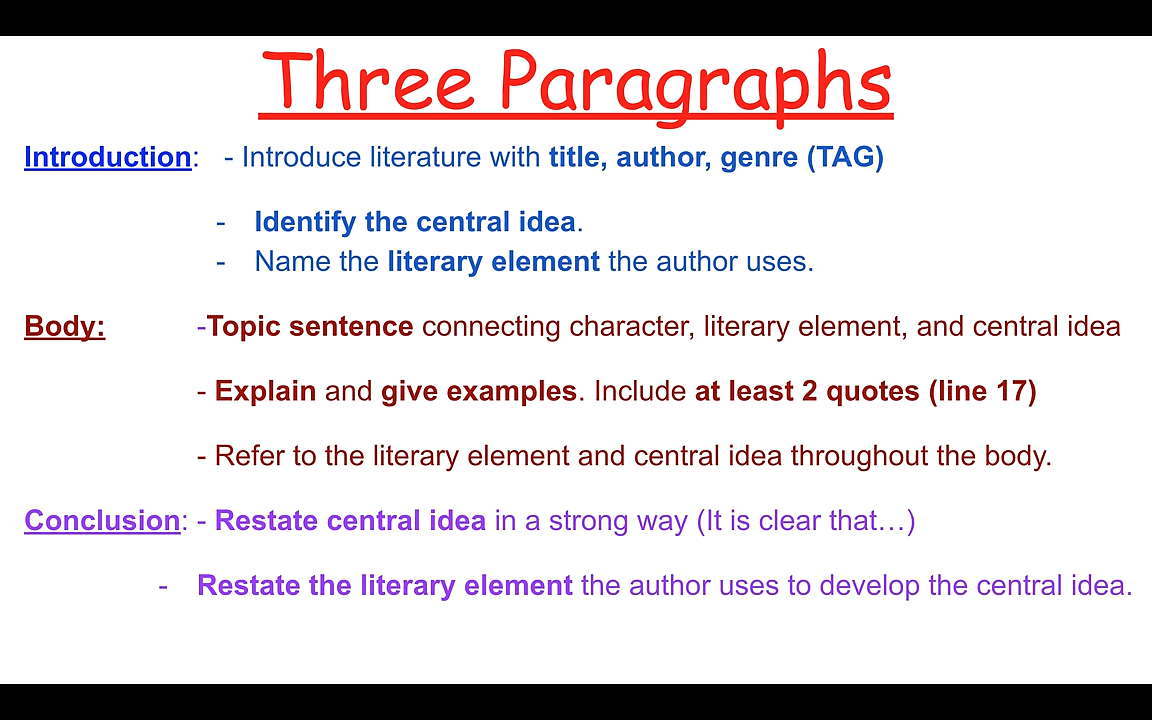 Three Paragraphs
Introduction: - Introduce literature with title, author, genre (TAG)
- Identify the central idea.
- Name the literary element the author uses.
Body: -Topic sentence connecting character, literary element, and central idea
- Explain and give examples. Include at least 2 quotes (line 17)
- Refer to the literary element and central idea throughout the body.
Conclusion: - Restate central idea in a strong way (It is clear that…)
- Restate the literary element the author uses to develop the central idea.